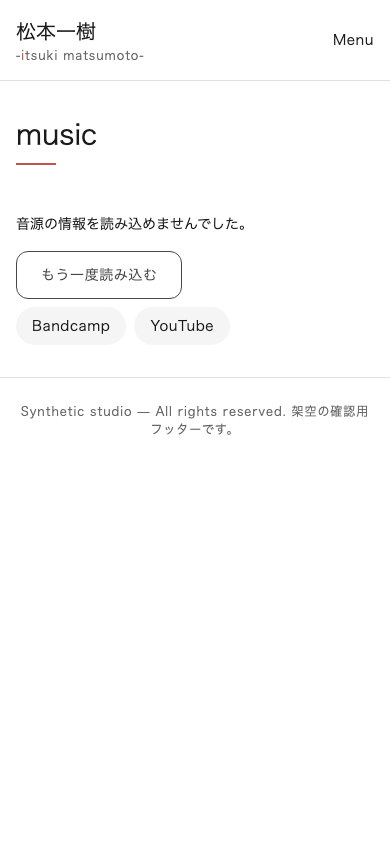 松本一樹
-itsuki matsumoto-
Menu
music
音源の情報を読み込めませんでした。
もう一度読み込む
Bandcamp
YouTube
Synthetic studio — All rights reserved. 架空の確認用
フッターです。